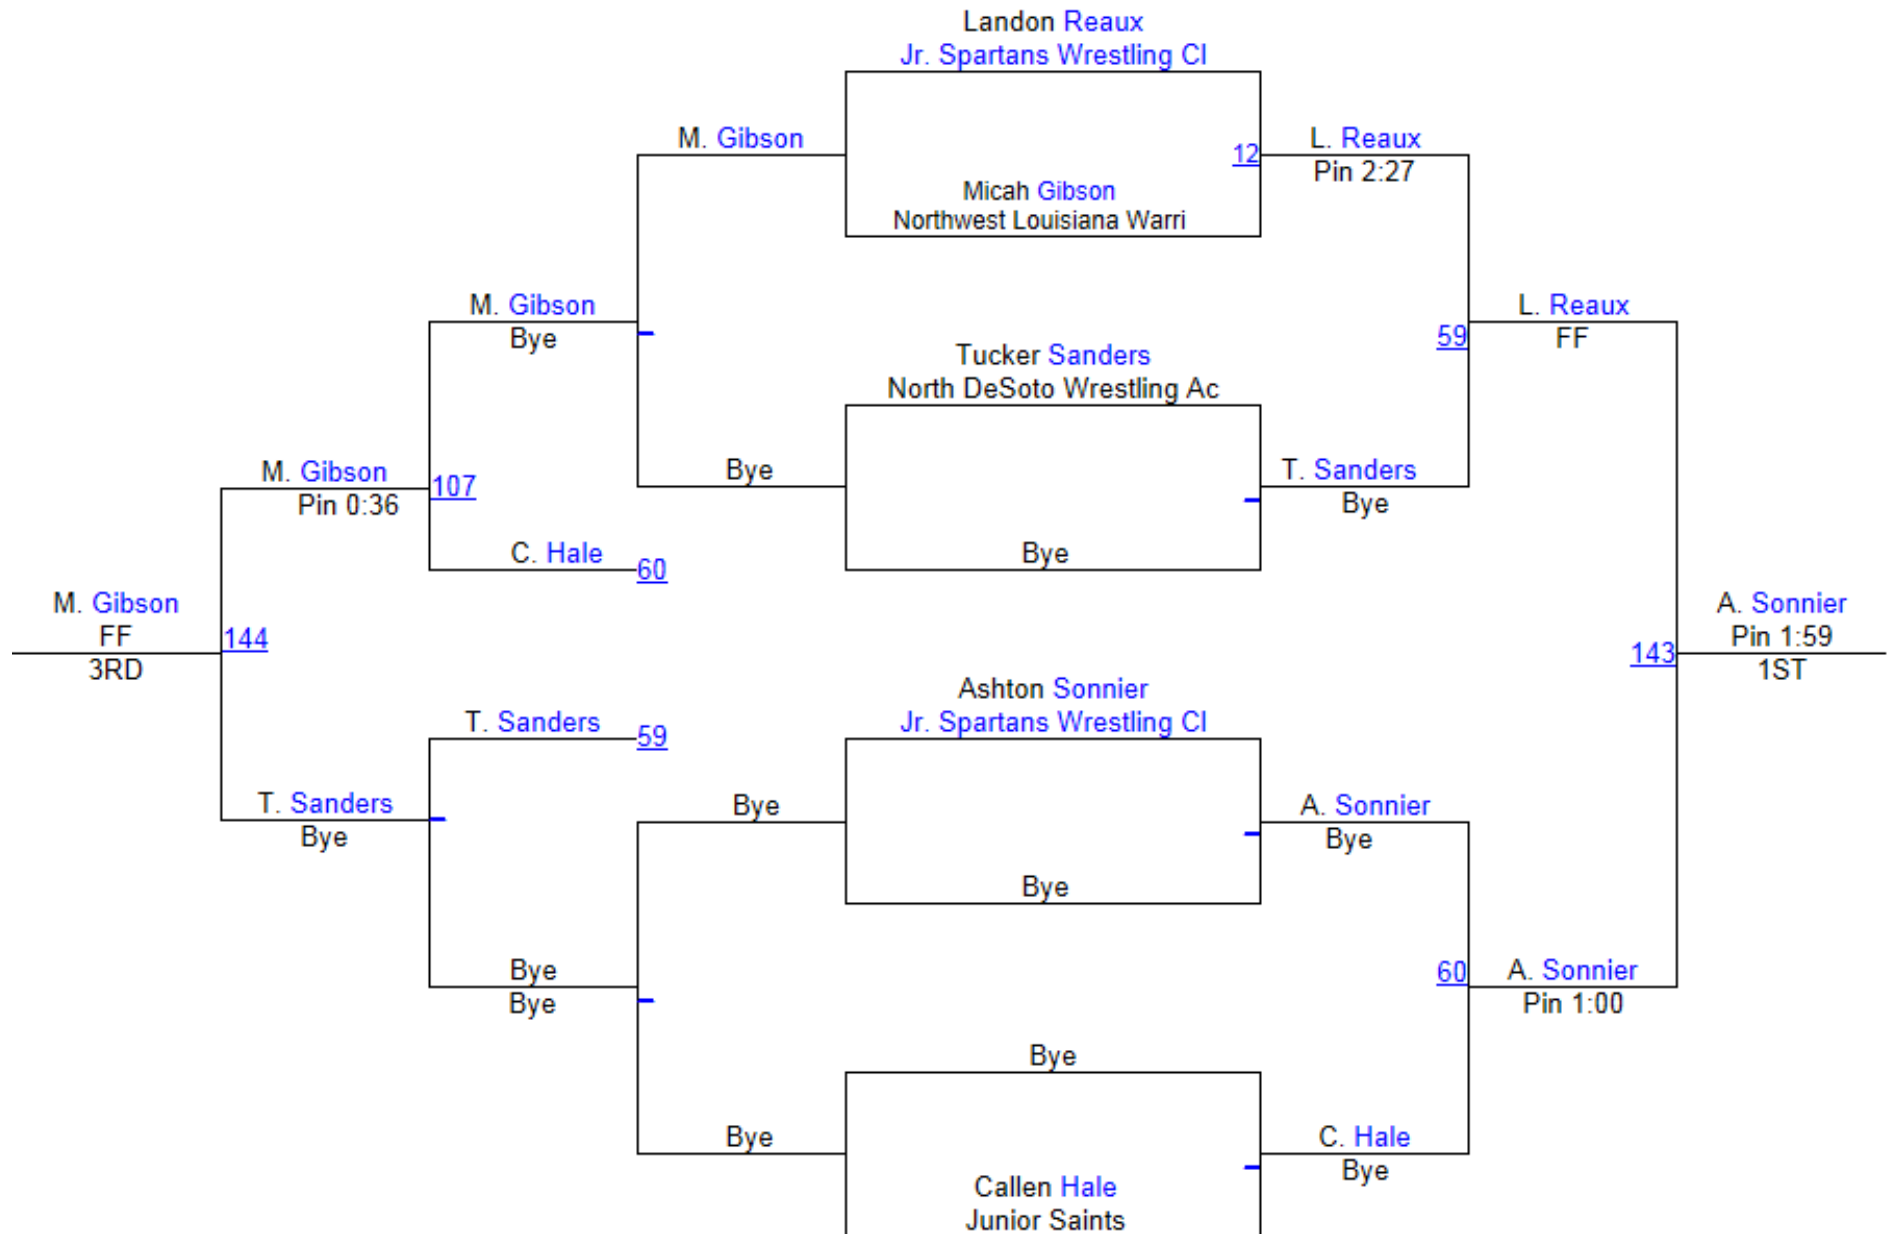 Landon Reaux
Jr. Spartans Wrestling Cl
M. Gibson
12
L. Reaux
Pin 2:27
Micah Gibson
Northwest Louisiana Warri
M. Gibson
Bye
L. Reaux
FF
59
Tucker Sanders
North DeSoto Wrestling Ac
M. Gibson
Pin 0:36
107
Bye
T. Sanders
Bye
C. Hale
60
Bye
M. Gibson
FF
3RD
144
A. Sonnier
Pin 1:59
1ST
143
Ashton Sonnier
Jr. Spartans Wrestling Cl
T. Sanders
59
T. Sanders
Bye
Bye
A. Sonnier
Bye
Bye
Bye
Bye
60
A. Sonnier
Pin 1:00
Bye
Bye
C. Hale
Bye
Callen Hale
Junior Saints